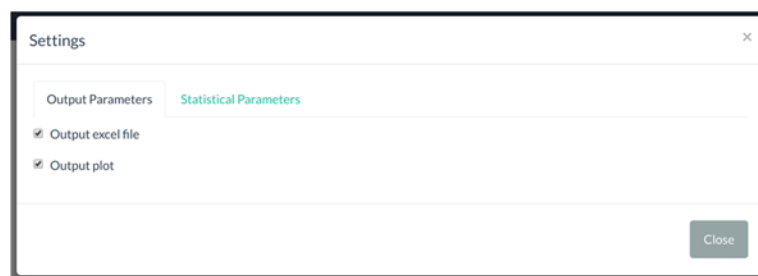 Settings
×
Output Parameters Statistical Parameters
Output excel file
Output plot
Close